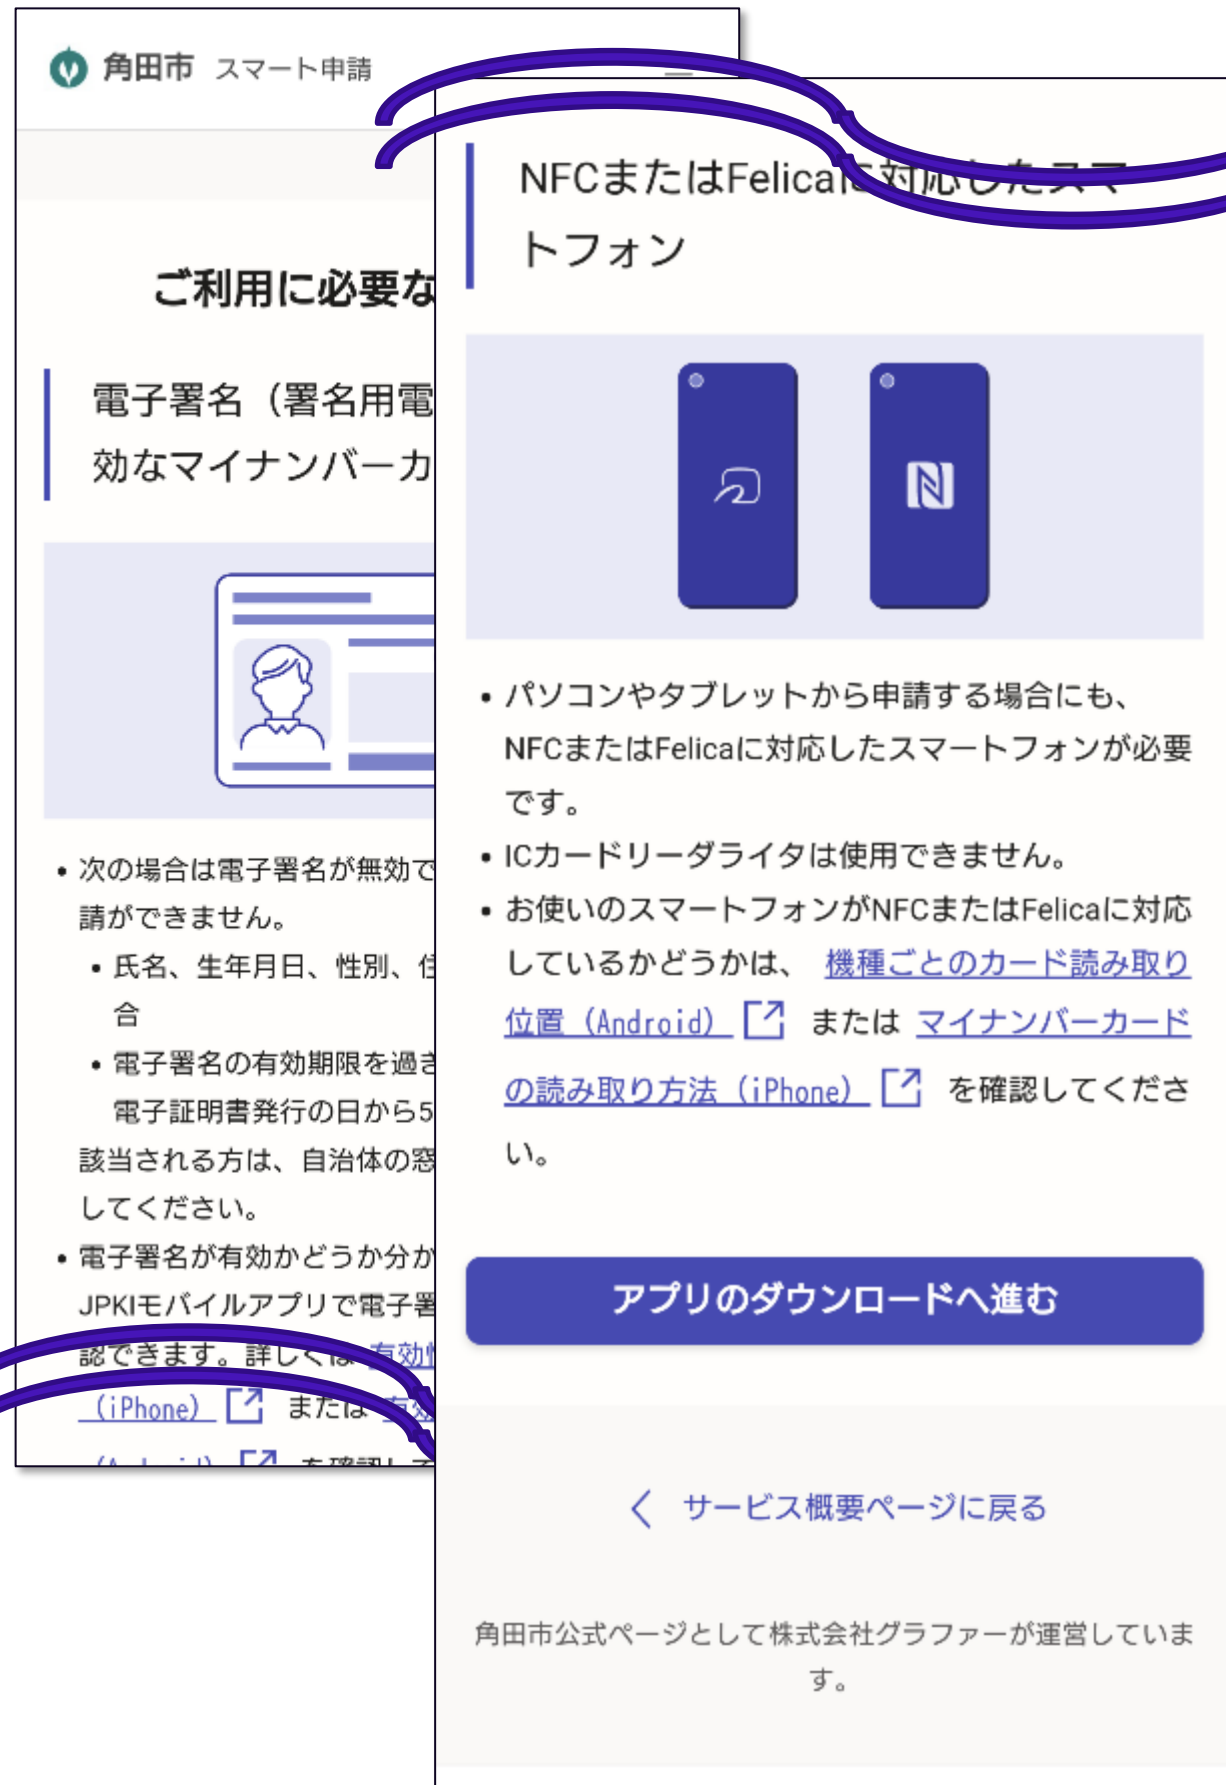 角田市 スマート申請
ご利用に必要な
電子署名（署名用電
効なマイナンバーカ
次の場合は電子署名が無効で
請ができません。
氏名、生年月日、性別、
合
電子署名の有効期限を過
電子証明書発行の日から5
該当される方は、自治体の窓
してください。
電子署名が有効かどうか分か
JPKIモバイルアプリで電子署
認できます。詳しくは 有効
（iPhone） または 有効
を確認して
NFCまたはFelicaに対応したスマー
トフォン
パソコンやタブレットから申請する場合にも、
NFCまたはFelicaに対応したスマートフォンが必要
です。
ICカードリーダライタは使用できません。
お使いのスマートフォンがNFCまたはFelicaに対応
しているかどうかは、 機種ごとのカード読み取り
位置（Android） または マイナンバーカード
の読み取り方法（iPhone） を確認してくださ
い。
アプリのダウンロードへ進む
サービス概要ページに戻る
角田市公式ページとして株式会社グラファーが運営していま
す。